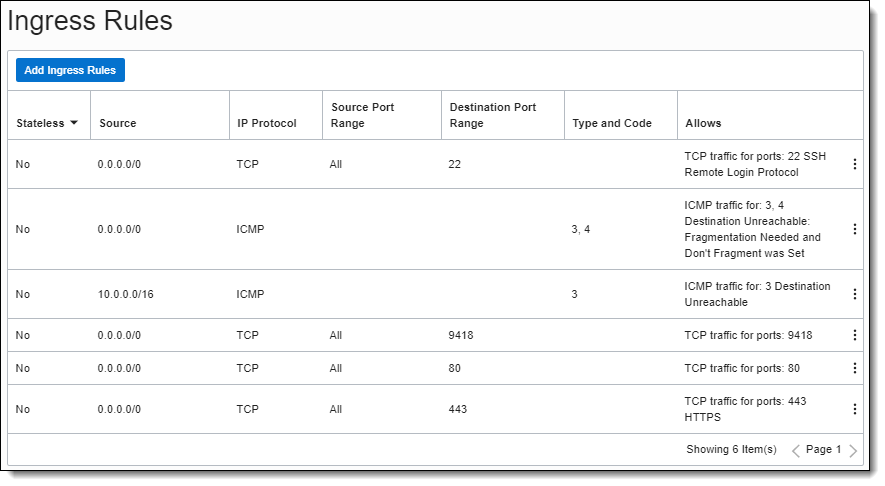 Ingress Rules
Add Ingress Rules
Stateless Source IP Protocol Source Port Range Destination Port Range Type and Code Allows
No 0.0.0.0/0 TCP All 22 TCP traffic for ports: 22 SSH
Remote Login Protocol
No 0.0.0.0/0 ICMP 3, 4 ICMP traffic for: 3, 4
Destination Unreachable:
Fragmentation Needed and
Don't Fragment was Set
No 10.0.0.0/16 ICMP 3 ICMP traffic for: 3 Destination
Unreachable
No 0.0.0.0/0 TCP All 9418 TCP traffic for ports: 9418
No 0.0.0.0/0 TCP All 80 TCP traffic for ports: 80
No 0.0.0.0/0 TCP All 443 TCP traffic for ports: 443
HTTPS
Showing 6 Item(s) Page 1